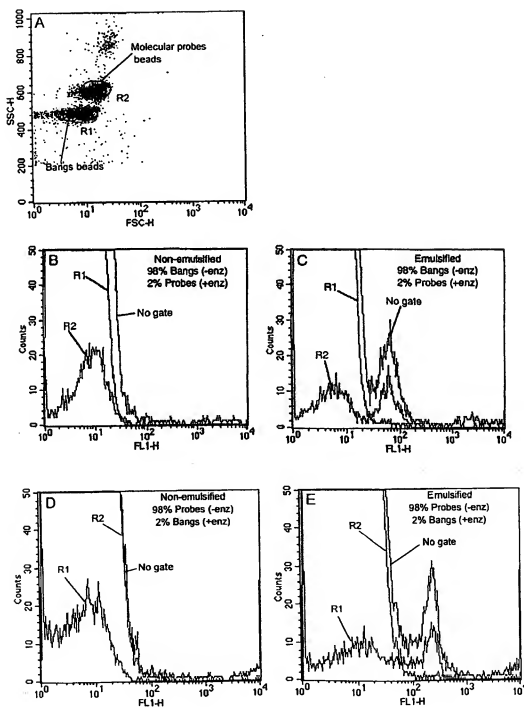 A
1000
800
600
400
200
0
SSC-H
Molecular probes
beads
R2
R1
Bangs beads
10^0 10^1 10^2 10^3 10^4
FSC-H
B
Non-emulsified
98% Bangs (-enz)
2% Probes (+enz)
R1
No gate
R2
50
40
30
20
10
0
Counts
10^0 10^1 10^2 10^3 10^4
FL1-H
C
Emulsified
98% Bangs (-enz)
2% Probes (+enz)
R1
No gate
R2
50
40
30
20
10
0
Counts
10^0 10^1 10^2 10^3 10^4
FL1-H
D
Non-emulsified
98% Probes (-enz)
2% Bangs (+enz)
R2
No gate
R1
50
40
30
20
10
0
Counts
10^0 10^1 10^2 10^3 10^4
FL1-H
E
Emulsified
98% Probes (-enz)
2% Bangs (+enz)
R2
No gate
R1
50
40
30
20
10
0
Counts
10^0 10^1 10^2 10^3
FL1-H